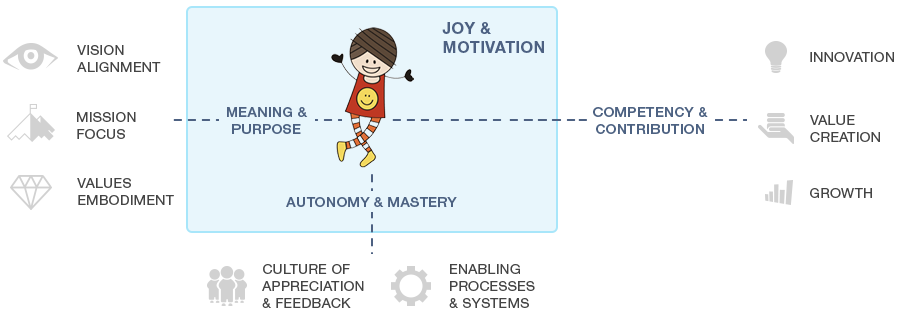 JOY &
MOTIVATION
VISION
ALIGNMENT
MISSION
FOCUS
VALUES
EMBODIMENT
MEANING &
PURPOSE
COMPETENCY &
CONTRIBUTION
INNOVATION
VALUE
CREATION
GROWTH
AUTONOMY & MASTERY
CULTURE OF
APPRECIATION
& FEEDBACK
ENABLING
PROCESSES
& SYSTEMS